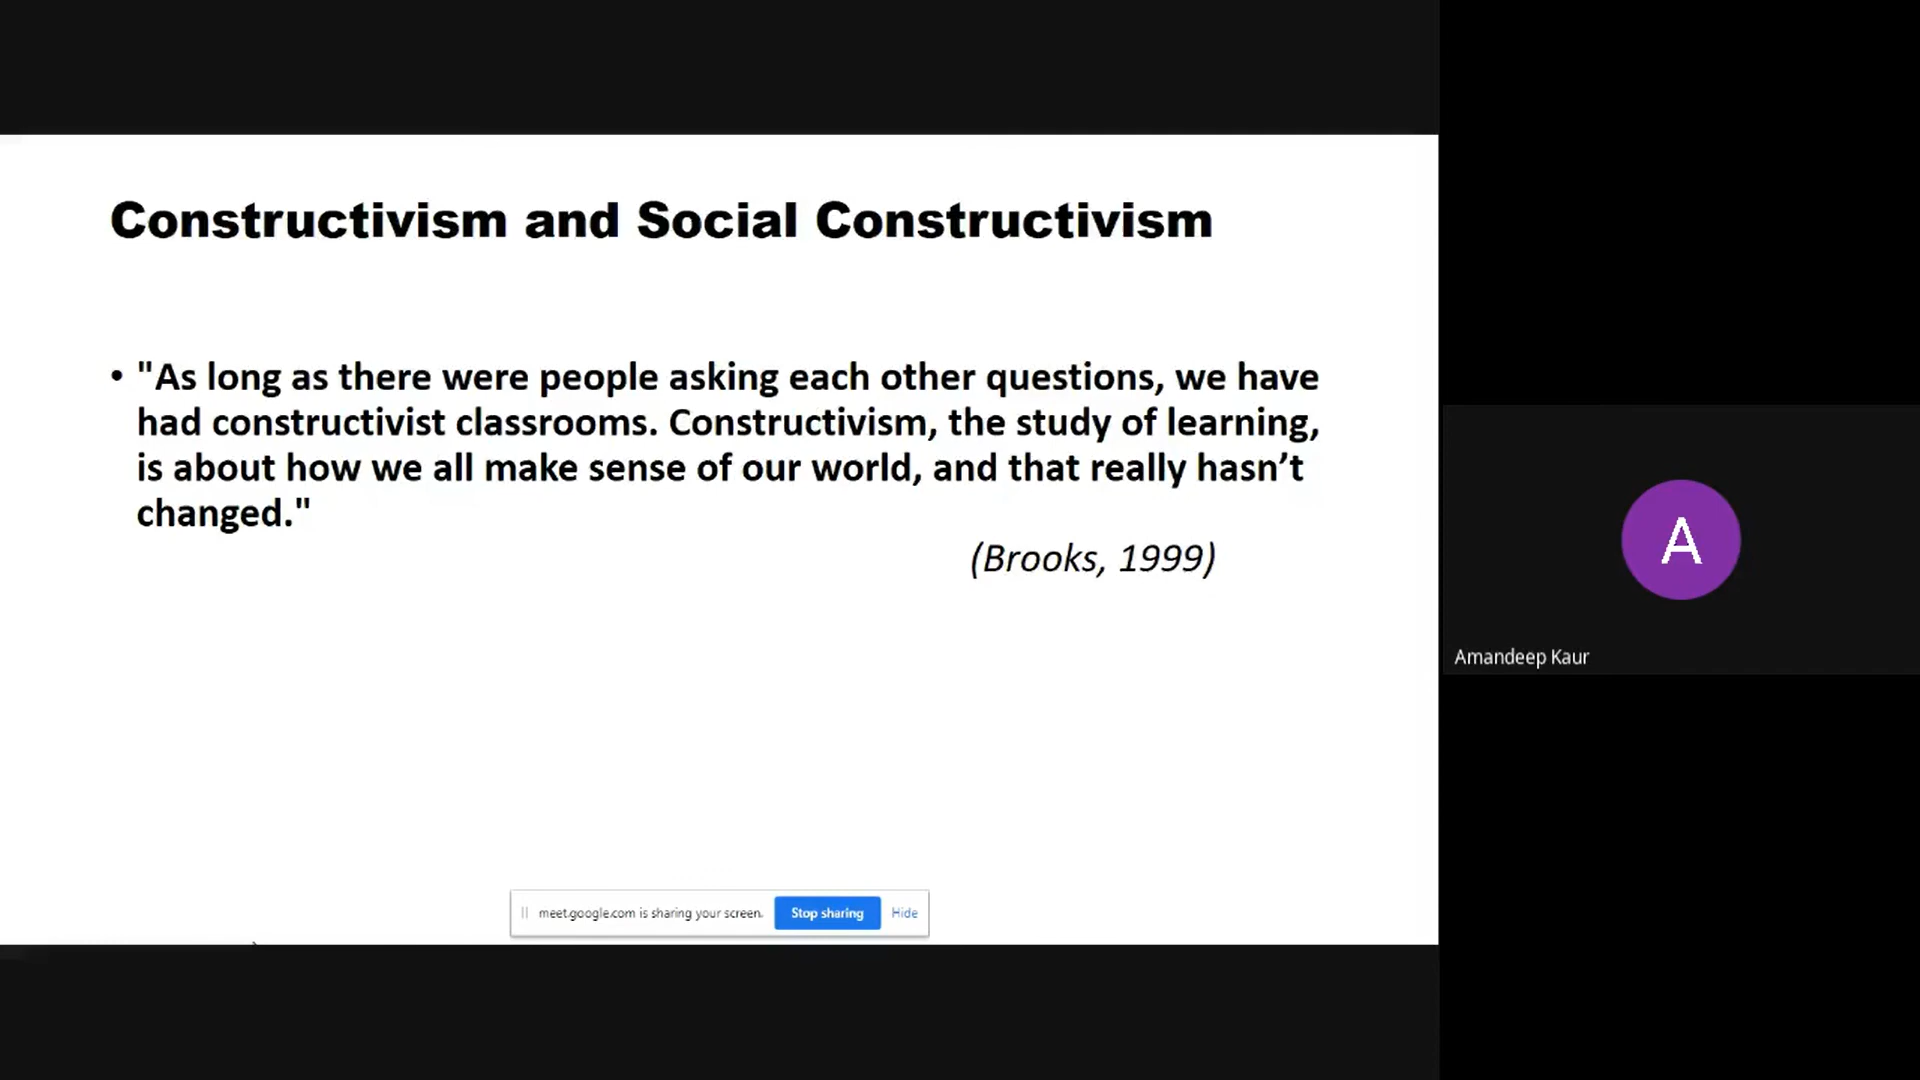 Constructivism and Social Constructivism
• "As long as there were people asking each other questions, we have
had constructivist classrooms. Constructivism, the study of learning,
is about how we all make sense of our world, and that really hasn’t
changed."
(Brooks, 1999)
A
Amandeep Kaur
meet.google.com is sharing your screen. Stop sharing Hide